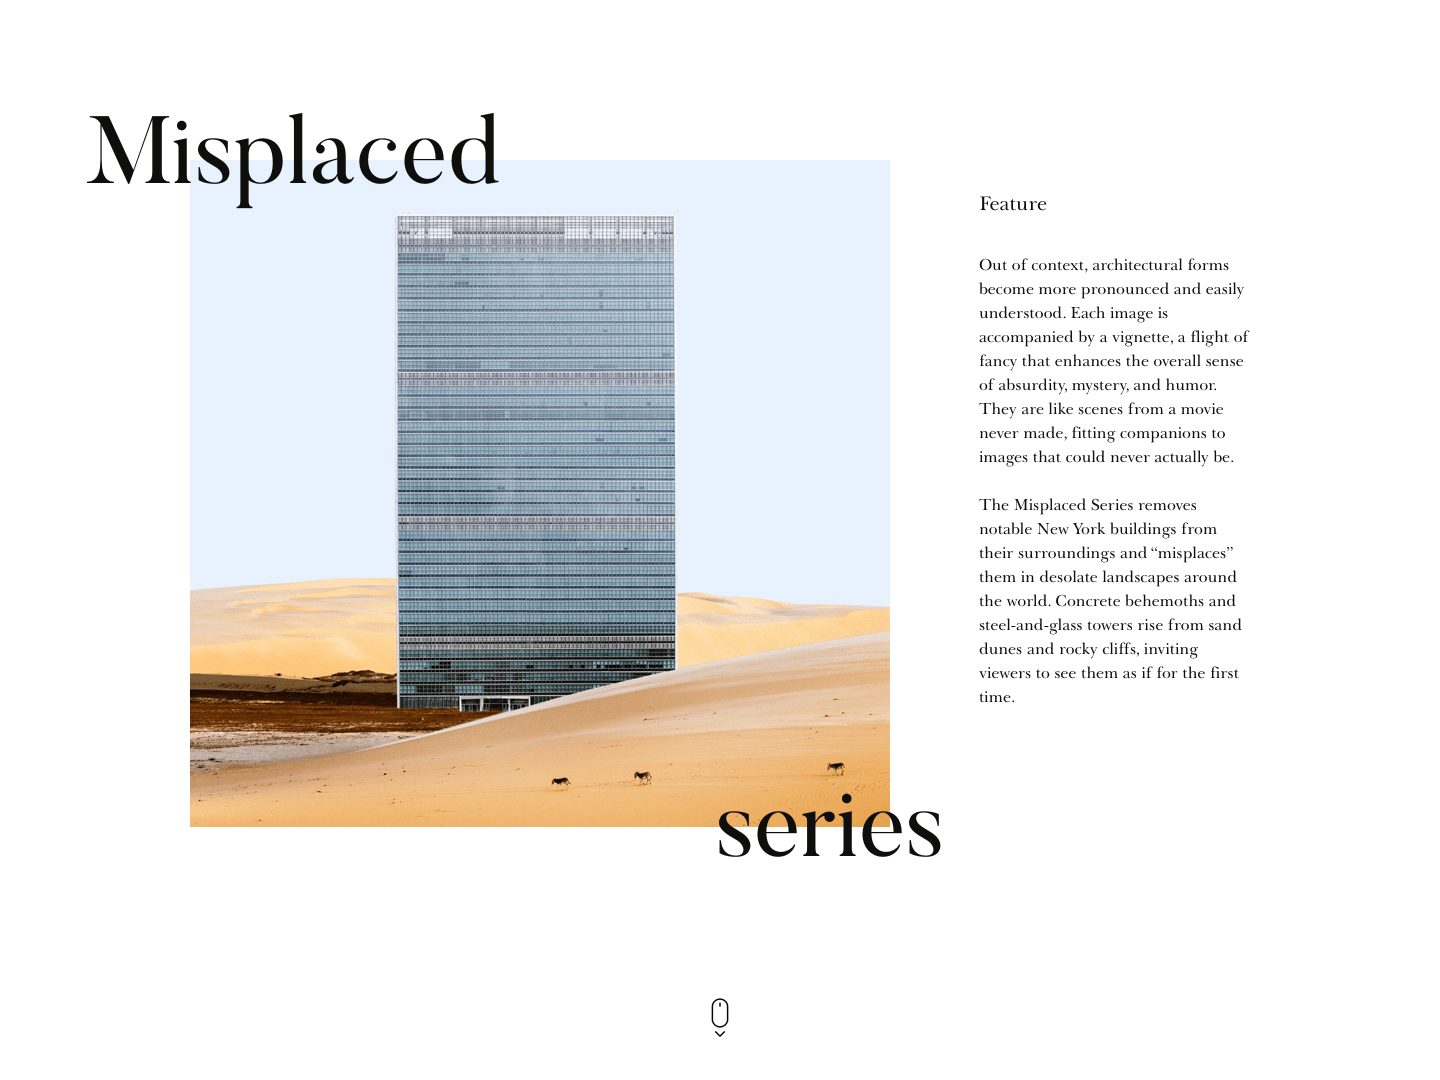 Misplaced
Feature
Out of context, architectural forms
become more pronounced and easily
understood. Each image is
accompanied by a vignette, a flight of
fancy that enhances the overall sense
of absurdity, mystery, and humor.
They are like scenes from a movie
never made, fitting companions to
images that could never actually be.
The Misplaced Series removes
notable New York buildings from
their surroundings and “misplaces”
them in desolate landscapes around
the world. Concrete behemoths and
steel-and-glass towers rise from sand
dunes and rocky cliffs, inviting
viewers to see them as if for the first
time.
series